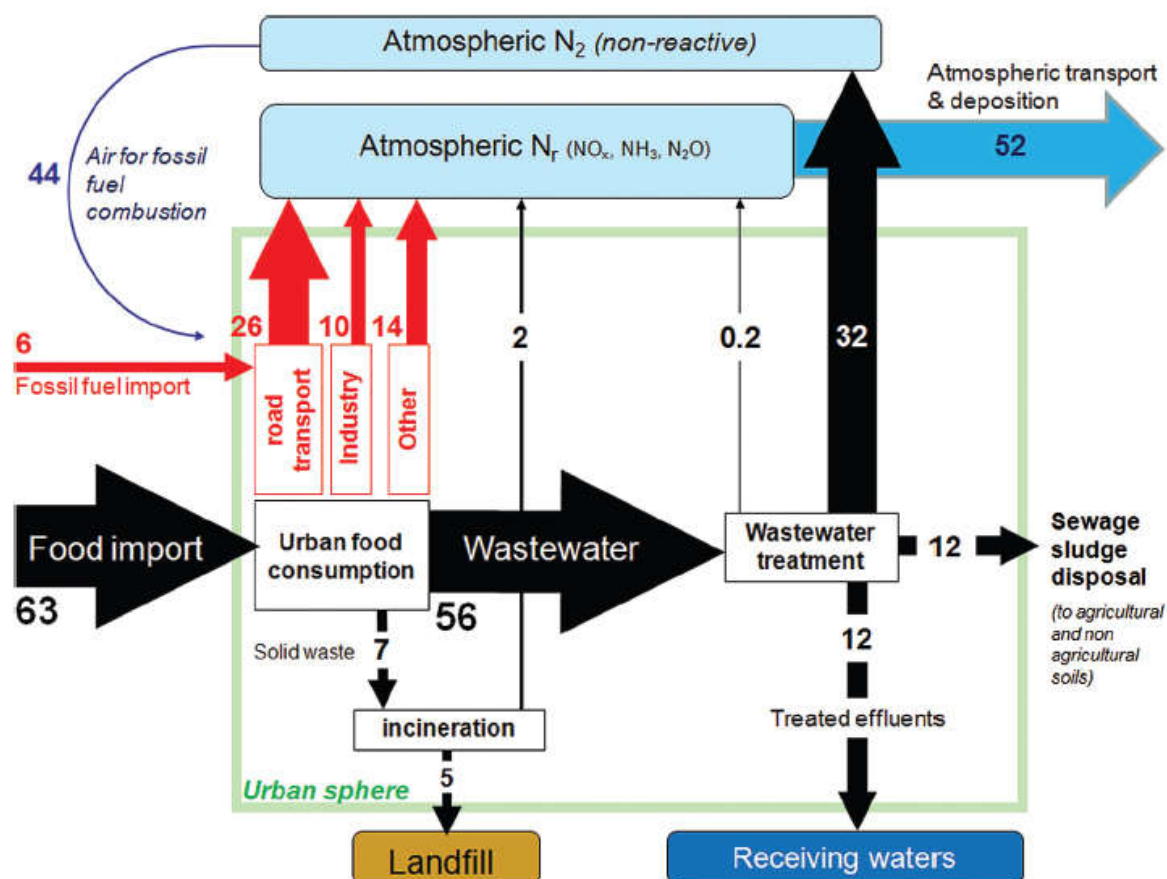 Atmospheric N₂ (non-reactive)
Atmospheric transport
& deposition
52
Atmospheric Nᵣ (NOₓ, NH₃, N₂O)
44
Air for fossil
fuel
combustion
6
Fossil fuel import
26
10
14
2
0.2
32
road
transport
Industry
Other
Food import
63
Urban food
consumption
Wastewater
56
Wastewater
treatment
12
Sewage
sludge
disposal
(to agricultural
and non
agricultural
soils)
Solid waste
7
12
Treated effluents
incineration
5
Urban sphere
Landfill
Receiving waters